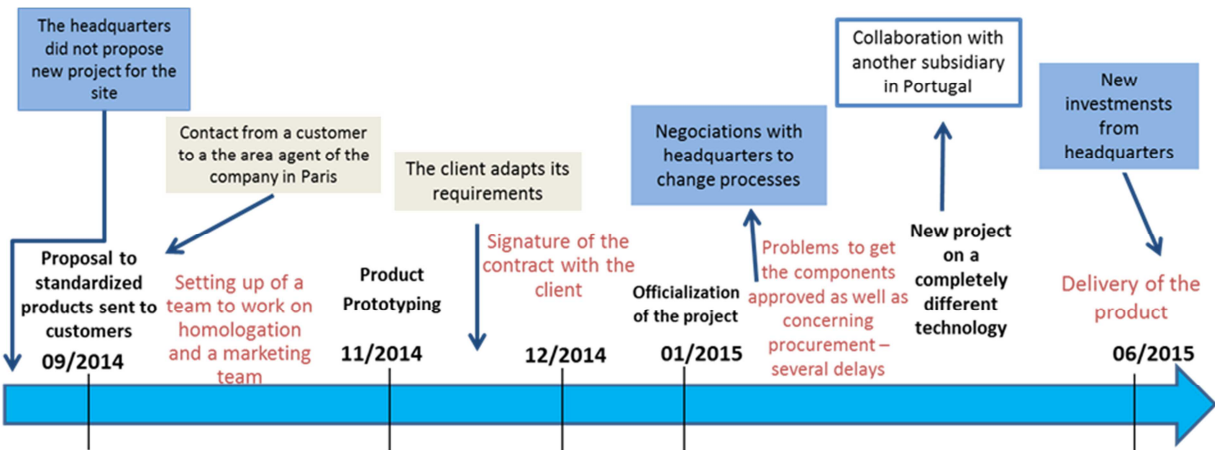 The headquarters
did not propose
new project for the
site
Contact from a customer
to a the area agent of the
company in Paris
The client adapts its
requirements
Negociations with
headquarters to
change processes
Collaboration with
another subsidiary
in Portugal
New
investmensts
from
headquarters
Proposal to
standardized
products sent to
customers
09/2014
Setting up of a
team to work on
homologation
and a marketing
team
Product
Prototyping
11/2014
Signature of the
contract with the
client
12/2014
Officialization
of the project
01/2015
Problems to get
the components
approved as well as
concerning
procurement –
several delays
New project
on a
completely
different
technology
Delivery of the
product
06/2015